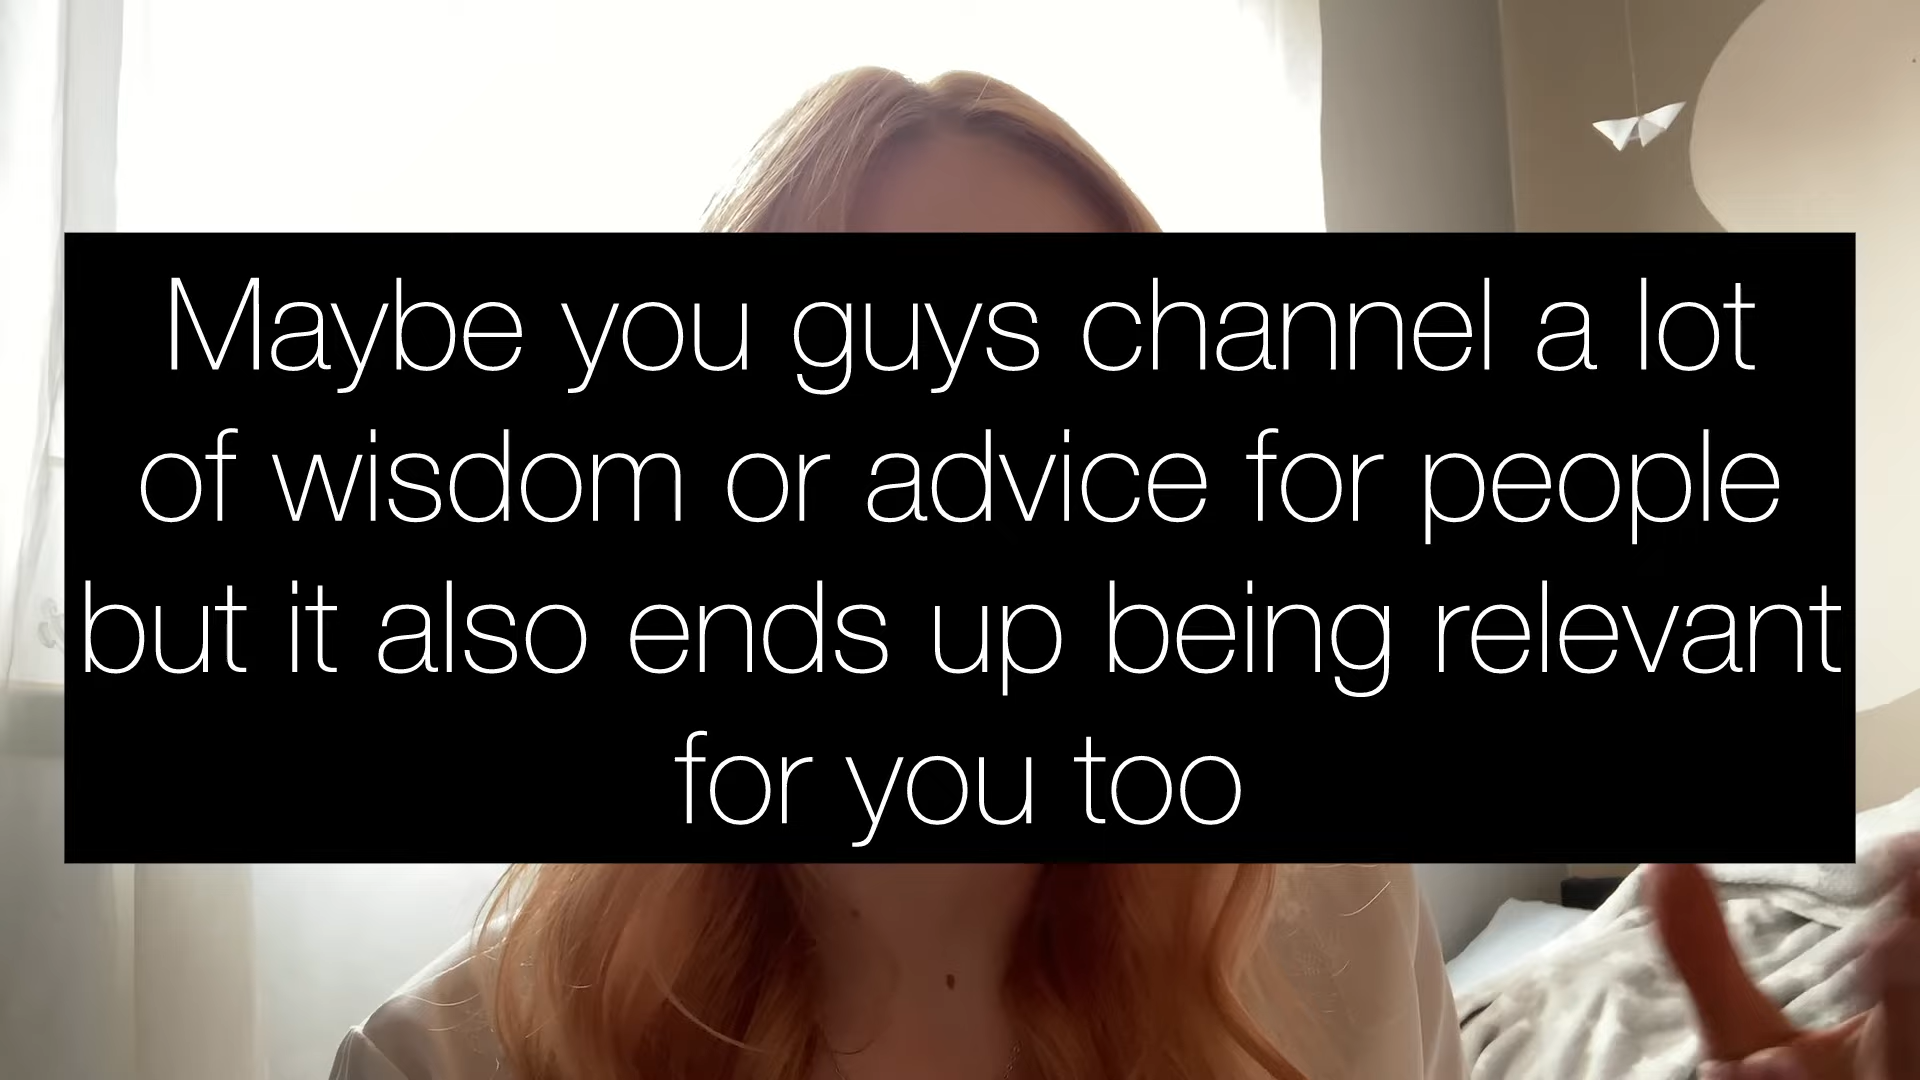 Maybe you guys channel a lot
of wisdom or advice for people
but it also ends up being relevant
for you too